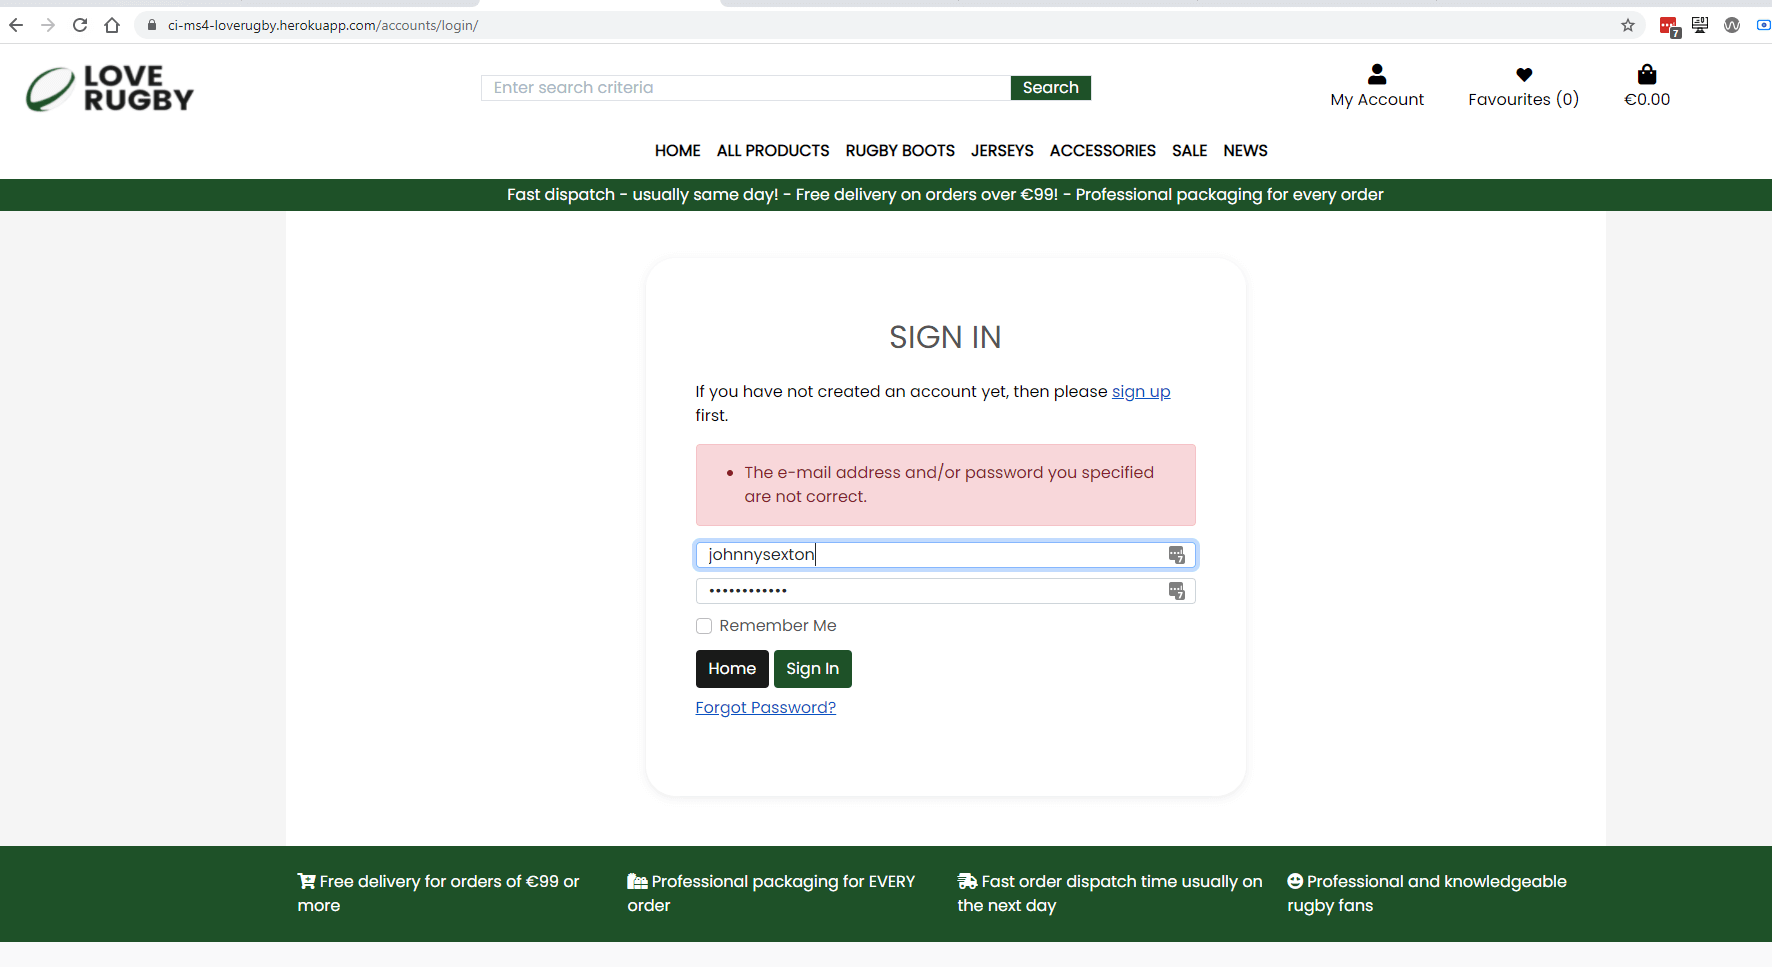 ci-ms4-loverugby.herokuapp.com/accounts/login/
7
LOVE
RUGBY
Enter search criteria
Search
My Account
Favourites (0)
€0.00
HOME ALL PRODUCTS RUGBY BOOTS JERSEYS ACCESSORIES SALE NEWS
Fast dispatch - usually same day! - Free delivery on orders over €99! - Professional packaging for every order
SIGN IN
If you have not created an account yet, then please sign up
first.
The e-mail address and/or password you specified
are not correct.
johnnysexton
7
7
Remember Me
Home
Sign In
Forgot Password?
Free delivery for orders of €99 or
more
Professional packaging for EVERY
order
Fast order dispatch time usually on
the next day
Professional and knowledgeable
rugby fans